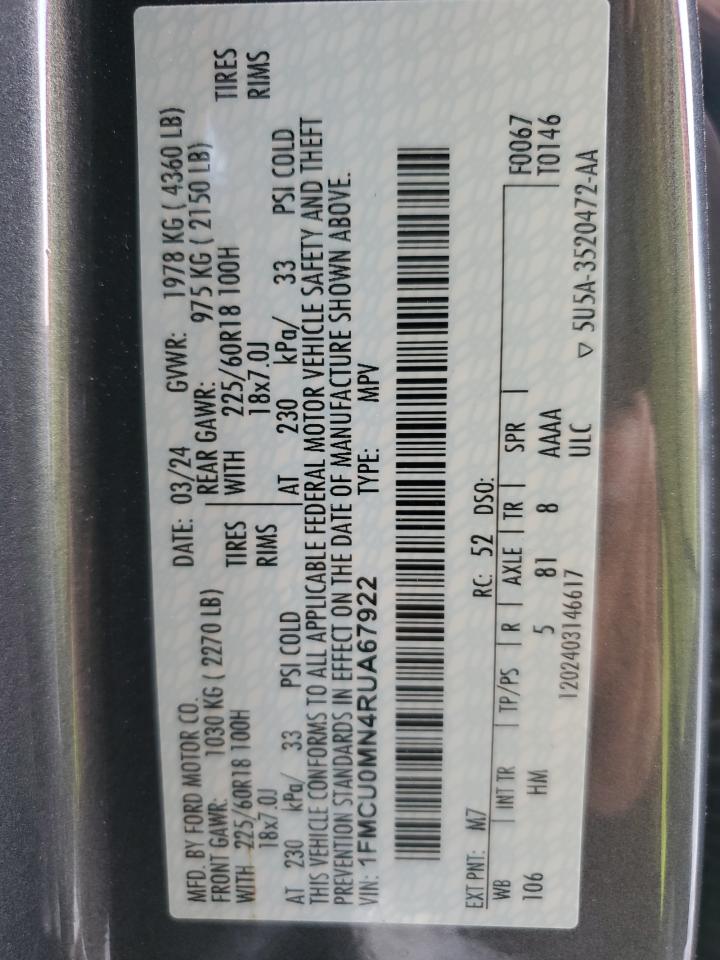 MFD. BY FORD MOTOR CO.
DATE: 03/24 GVWR: 1978 KG ( 4360 LB)
FRONT GAWR: 1030 KG ( 2270 LB)
REAR GAWR: 975 KG ( 2150 LB)
WITH 225/60R18 100H TIRES
18x7.0J RIMS
AT 230 kPa/ 33 PSI COLD
WITH 225/60R18 100H TIRES
18x7.0J RIMS
AT 230 kPa/ 33 PSI COLD
THIS VEHICLE CONFORMS TO ALL APPLICABLE FEDERAL MOTOR VEHICLE SAFETY AND THEFT
PREVENTION STANDARDS IN EFFECT ON THE DATE OF MANUFACTURE SHOWN ABOVE.
VIN: 1FMCU0MN4RUA67922 TYPE: MPV
EXT PNT: M7 RC: 52 DSO: F0067
WB INT TR TP/PS R AXLE TR SPR T0146
106 HM 5 81 8 AAAA
1202403146617 ULC ▽ 5U5A-3520472-AA